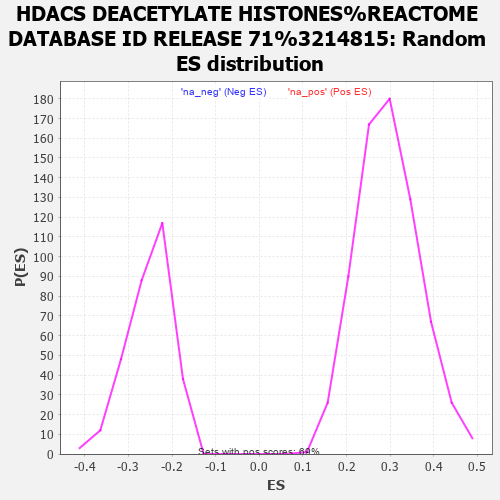 HDACS DEACETYLATE HISTONES%REACTOME
DATABASE ID RELEASE 71%3214815: Random
ES distribution
'na_neg' (Neg ES) 'na_pos' (Pos ES)
180
170
160
150
140
130
120
110
100
90
80
70
60
50
40
30
20
10
0
P(ES)
Sets with pos scores: 69%
-0.4 -0.3 -0.2 -0.1 0.0 0.1 0.2 0.3 0.4 0.5
ES